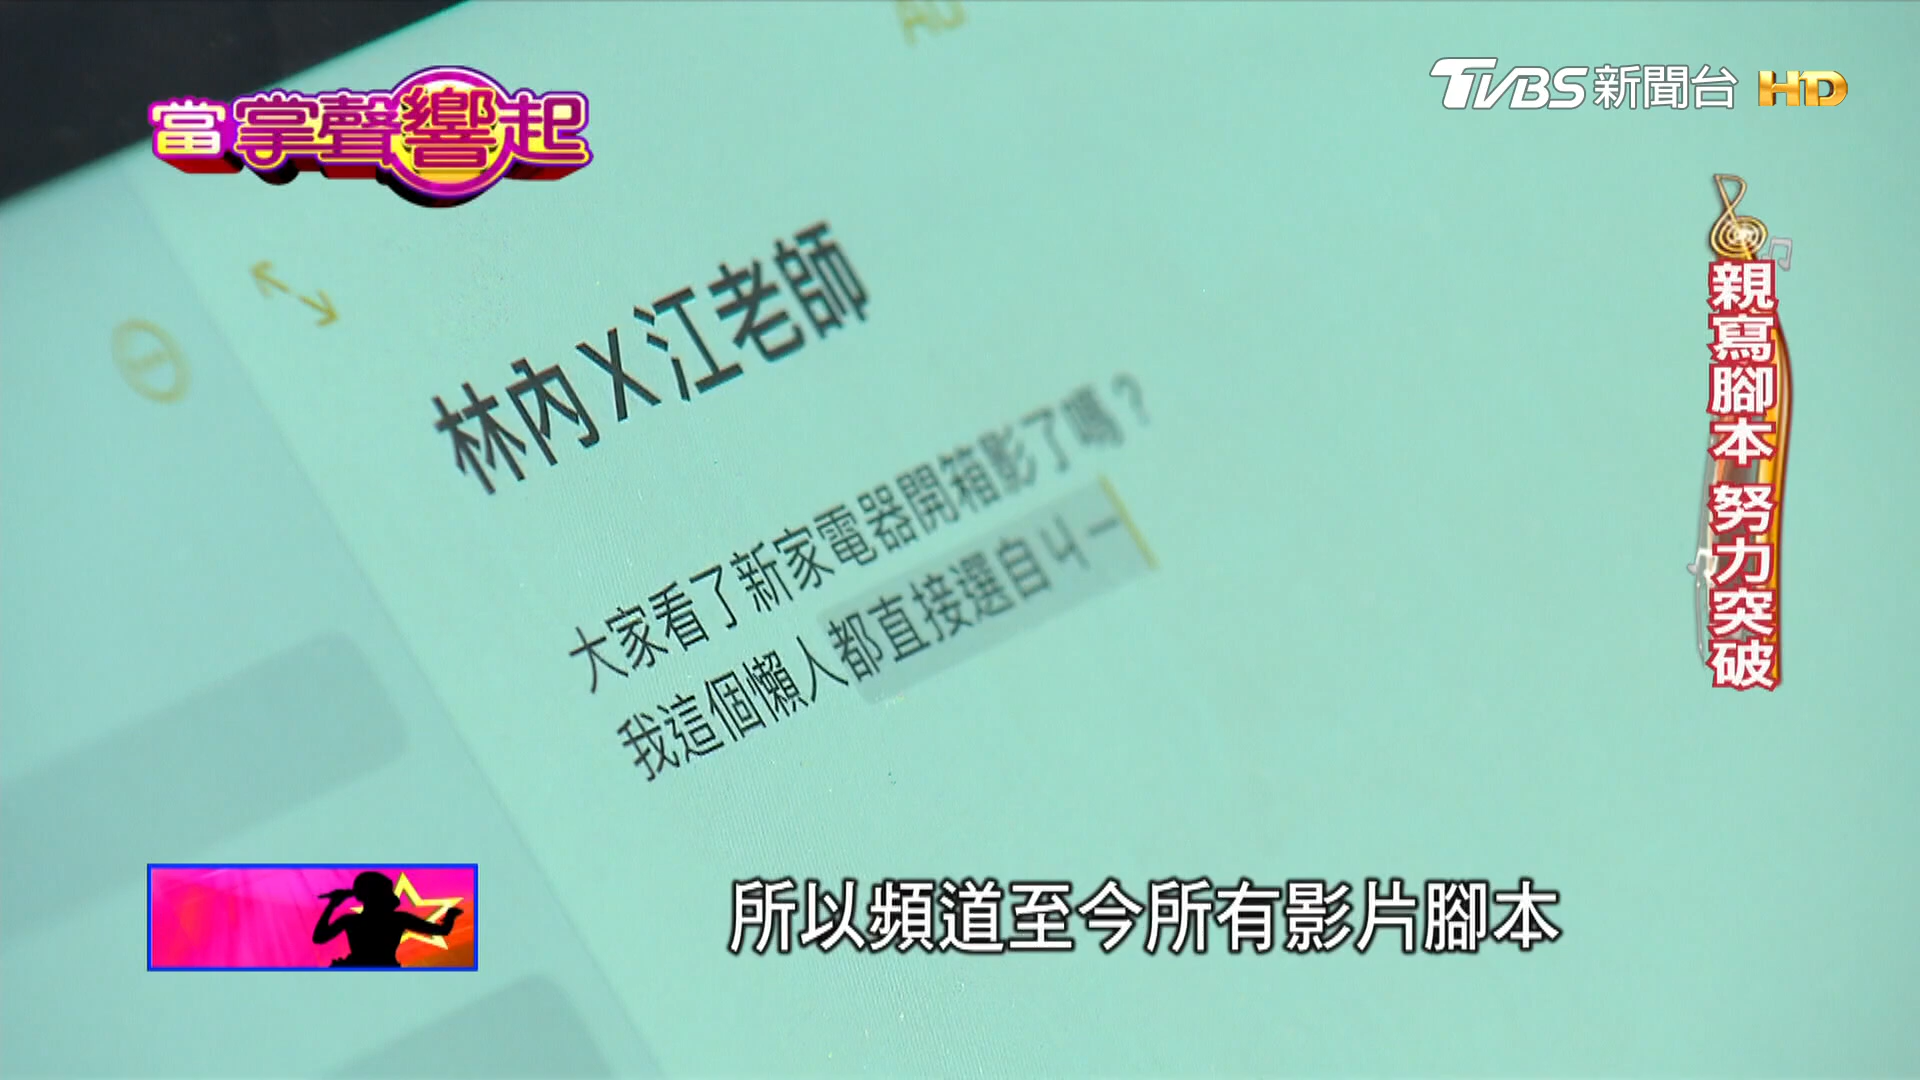 當掌聲響起
TVBS新聞台 HD
林內X江老師
大家看了新家電器開箱影了嗎？
我這個懶人都直接選自ㄐㄧ
親寫腳本 努力突破
所以頻道至今所有影片腳本